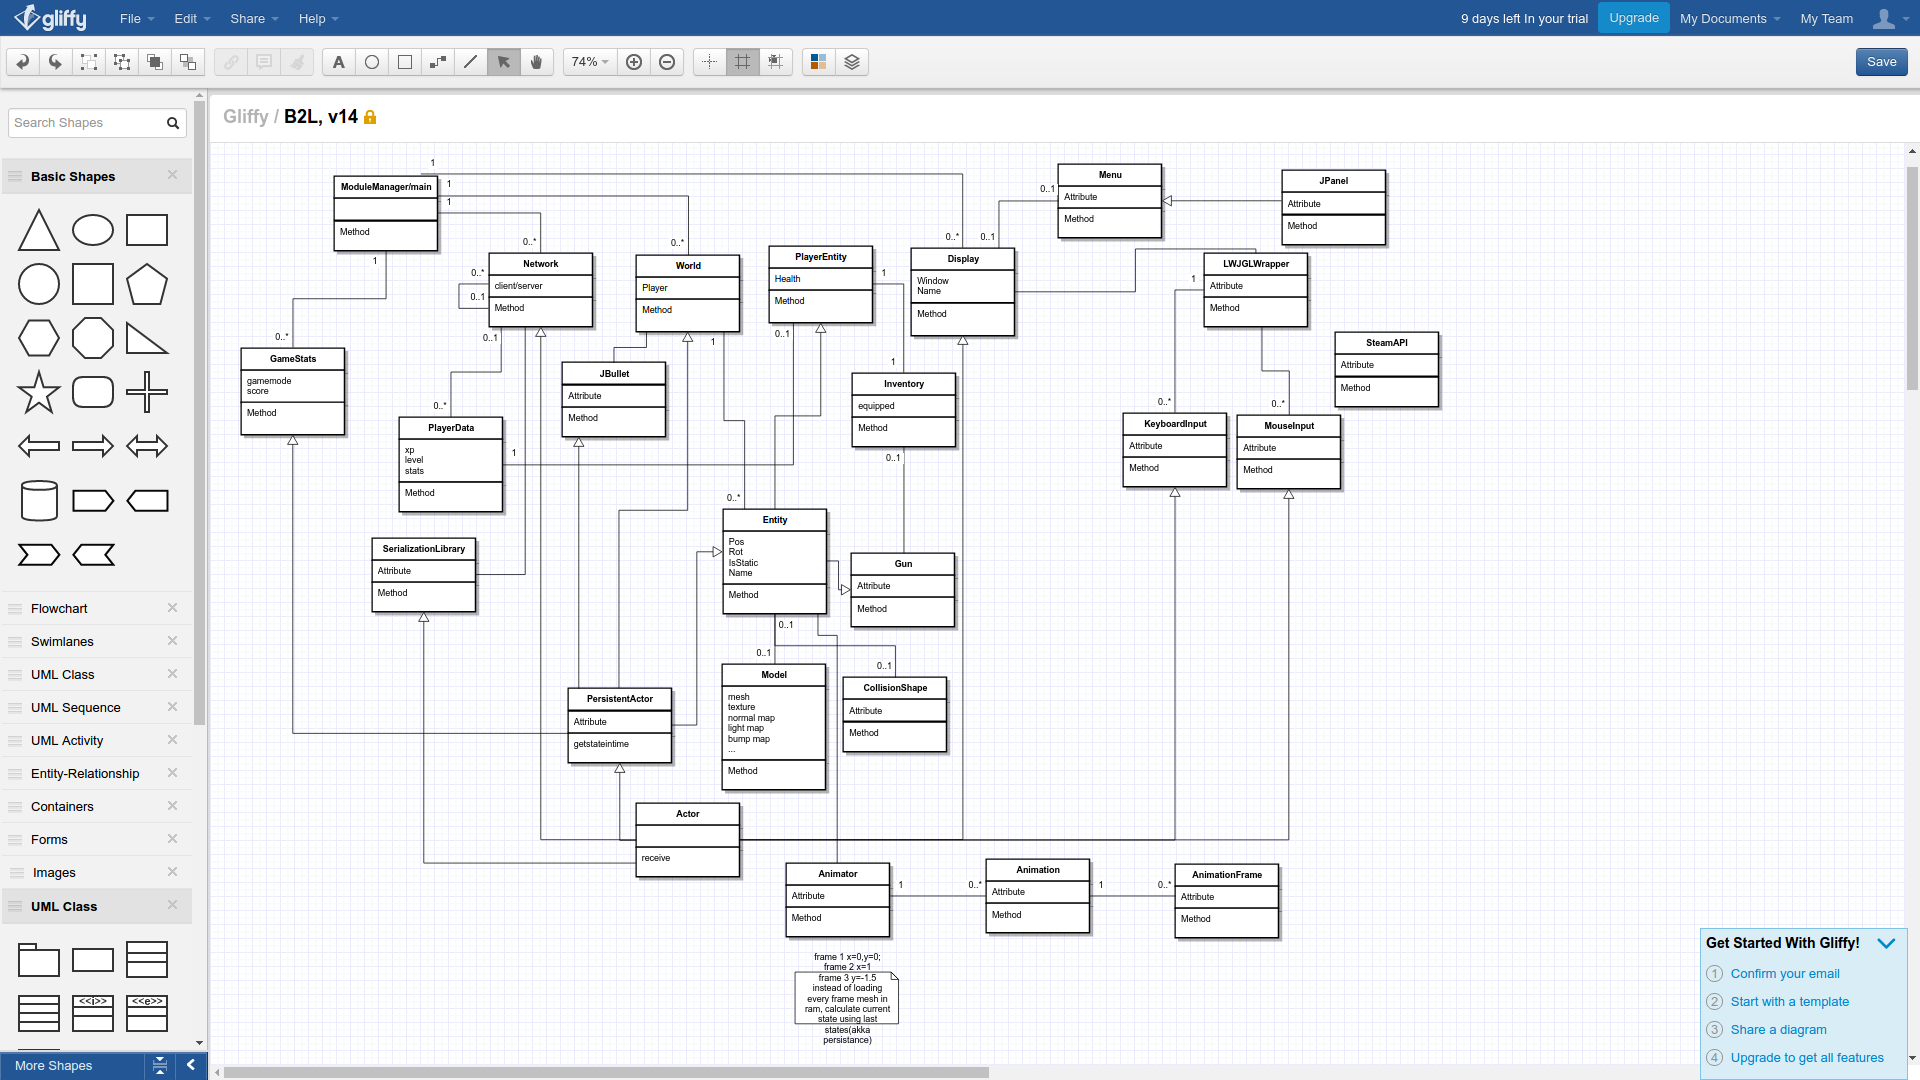 gliffy
File
Edit
Share
Help
9 days left In your trial
Upgrade
My Documents
My Team
A
74%
Save
Search Shapes
Basic Shapes
Flowchart
Swimlanes
UML Class
UML Sequence
UML Activity
Entity-Relationship
Containers
Forms
Images
UML Class
<<i>>
<<e>>
More Shapes
Gliffy / B2L, v14
ModuleManager/main
Method
1
1
1
1
0..*
0..*
0..*
0..1
0..1
0..*
Menu
Attribute
Method
JPanel
Attribute
Method
Network
client/server
Method
0..*
0..1
0..1
World
Player
Method
1
PlayerEntity
Health
Method
1
0..1
Display
Window
Name
Method
LWJGLWrapper
Attribute
Method
1
SteamAPI
Attribute
Method
GameStats
gamemode
score
Method
JBullet
Attribute
Method
1
Inventory
equipped
Method
0..1
0..*
PlayerData
xp
level
stats
Method
1
0..*
KeyboardInput
Attribute
Method
0..*
MouseInput
Attribute
Method
0..*
Entity
Pos
Rot
IsStatic
Name
Method
0..1
SerializationLibrary
Attribute
Method
Gun
Attribute
Method
0..1
Model
mesh
texture
normal map
light map
bump map
...
Method
0..1
CollisionShape
Attribute
Method
PersistentActor
Attribute
getstateintime
Actor
receive
Animator
Attribute
Method
1
0..*
Animation
Attribute
Method
1
0..*
AnimationFrame
Attribute
Method
frame 1 x=0,y=0;
frame 2 x=1
frame 3 y=-1.5
instead of loading
every frame mesh in
ram, calculate current
state using last
states(akka
persistance)
Get Started With Gliffy!
1 Confirm your email
2 Start with a template
3 Share a diagram
4 Upgrade to get all features